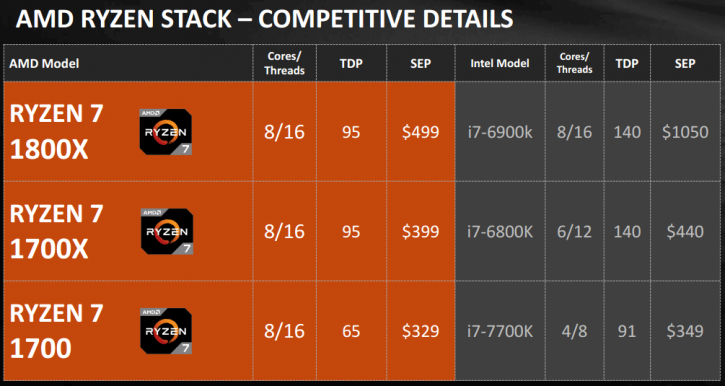 AMD RYZEN STACK – COMPETITIVE DETAILS
AMD Model Cores/ Threads TDP SEP Intel Model Cores/ Threads TDP SEP
RYZEN 7 1800X AMD RYZEN 7 8/16 95 $499 i7-6900k 8/16 140 $1050
RYZEN 7 1700X AMD RYZEN 7 8/16 95 $399 i7-6800K 6/12 140 $440
RYZEN 7 1700 AMD RYZEN 7 8/16 65 $329 i7-7700K 4/8 91 $349